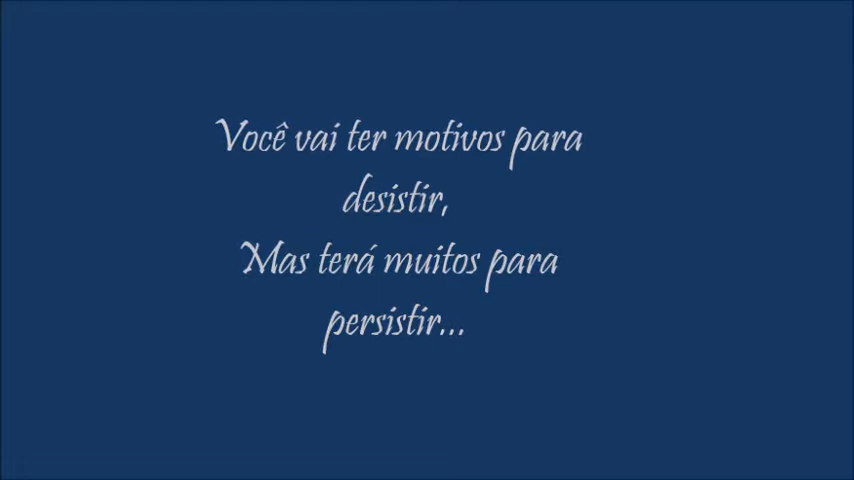 Você vai ter motivos para
desistir,
Mas terá muitos para
persistir...